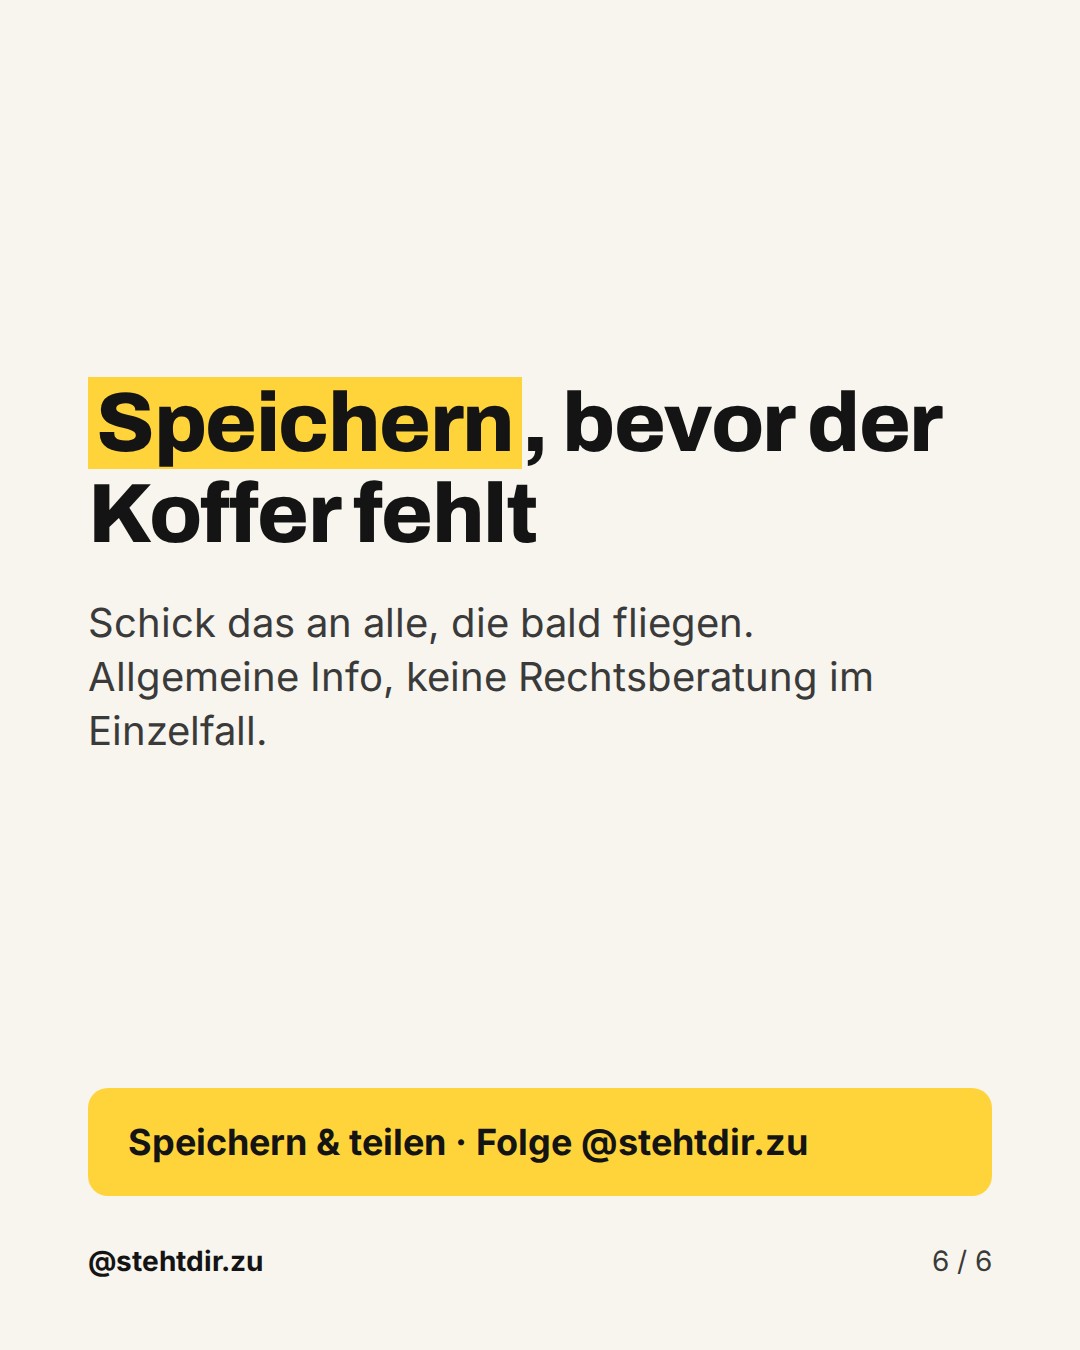 Speichern, bevor der
Koffer fehlt
Schick das an alle, die bald fliegen.
Allgemeine Info, keine Rechtsberatung im
Einzelfall.
Speichern & teilen · Folge @stehtdir.zu
@stehtdir.zu
6 / 6